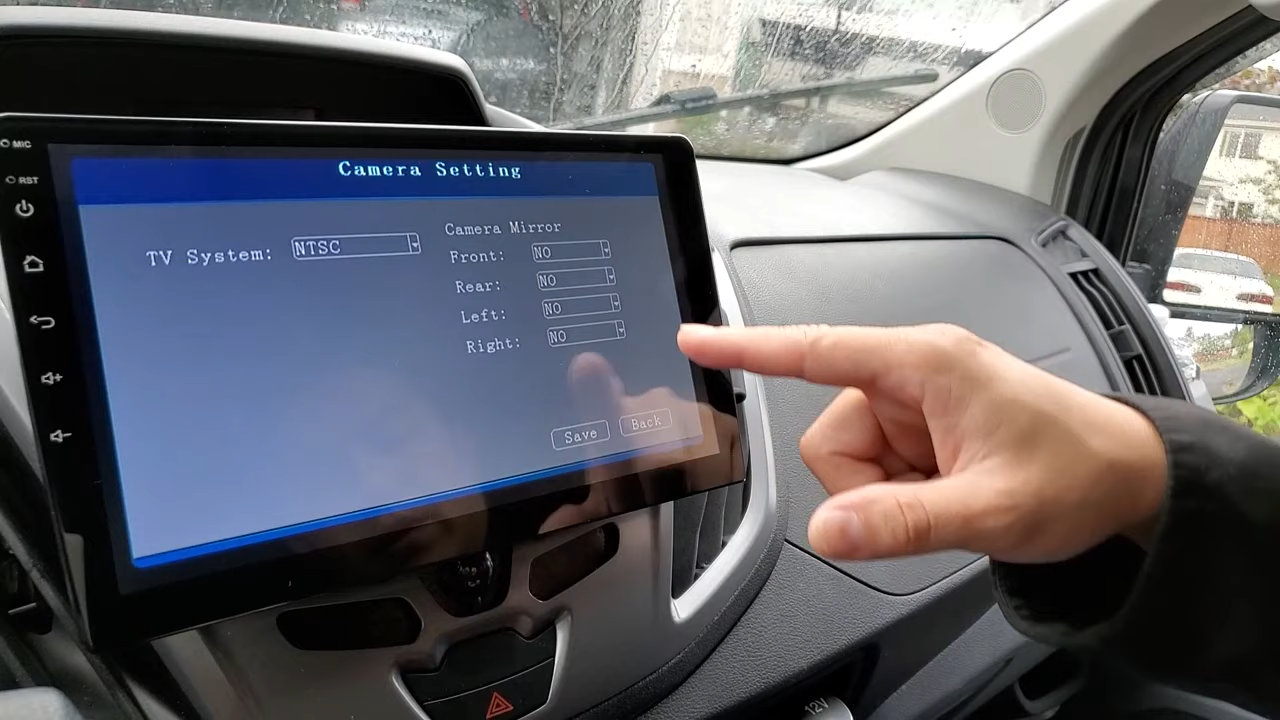 MIC
RST
Camera Setting
TV System: NTSC
Camera Mirror
Front: NO
Rear: NO
Left: NO
Right: NO
Save Back
12V